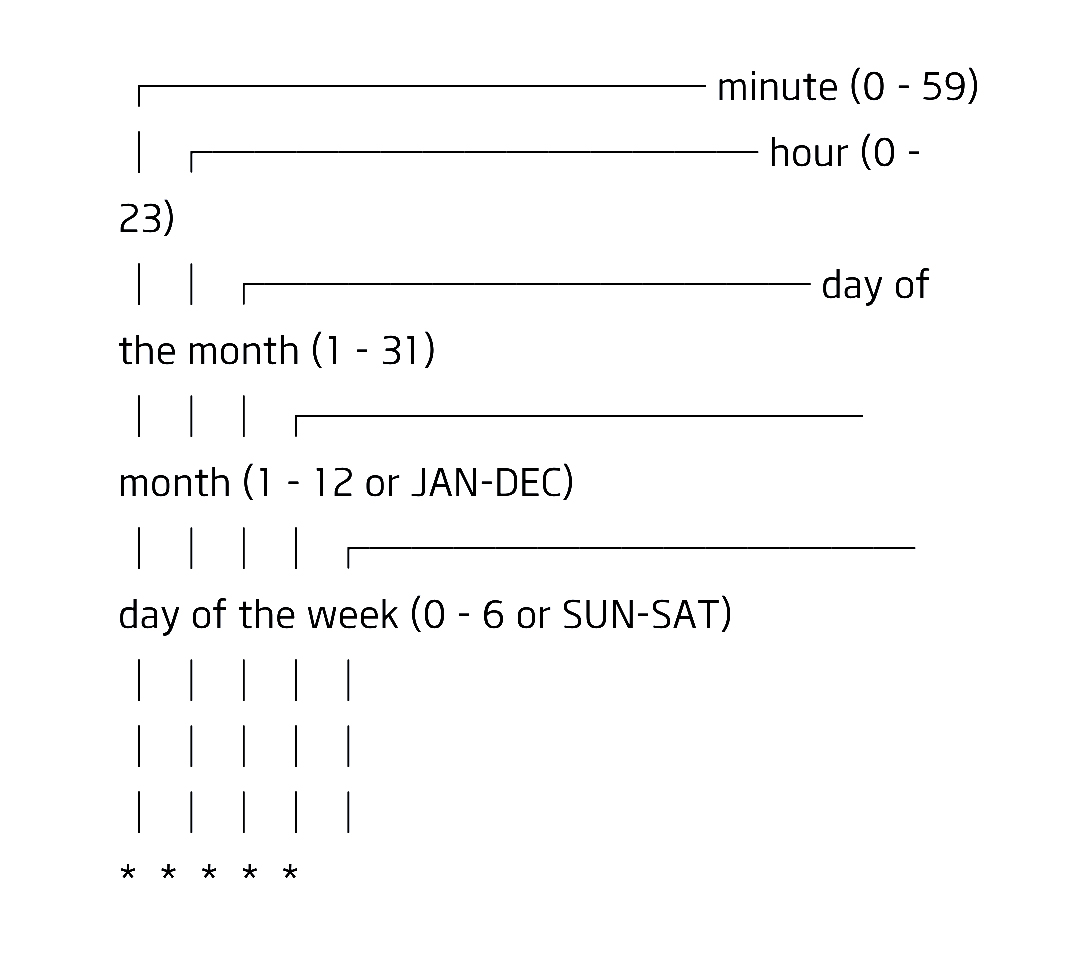 ┌───────────── minute (0 - 59)
│ ┌───────────── hour (0 -
23)
│ │ ┌───────────── day of
the month (1 - 31)
│ │ │ ┌─────────────
month (1 - 12 or JAN-DEC)
│ │ │ │ ┌─────────────
day of the week (0 - 6 or SUN-SAT)
│ │ │ │ │
│ │ │ │ │
│ │ │ │ │
* * * * *